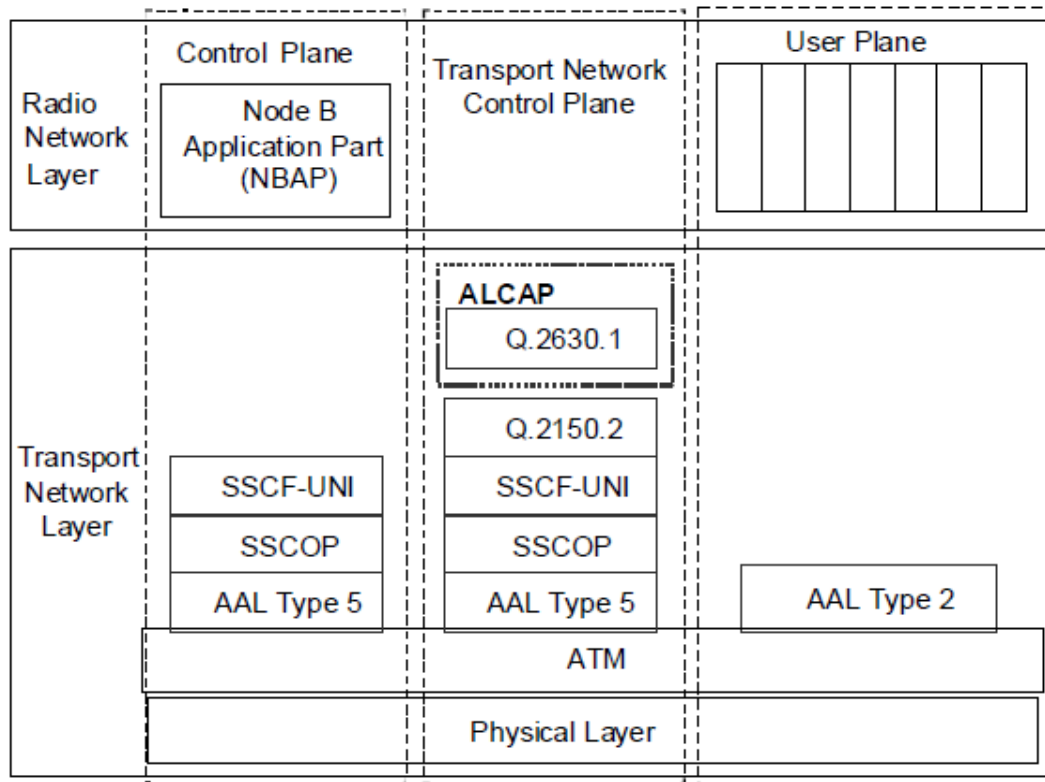 Control Plane
Transport Network
Control Plane
User Plane
Radio
Network
Layer
Node B
Application Part
(NBAP)
ALCAP
Q.2630.1
Transport
Network
Layer
Q.2150.2
SSCF-UNI
SSCF-UNI
SSCOP
SSCOP
AAL Type 5
AAL Type 5
AAL Type 2
ATM
Physical Layer